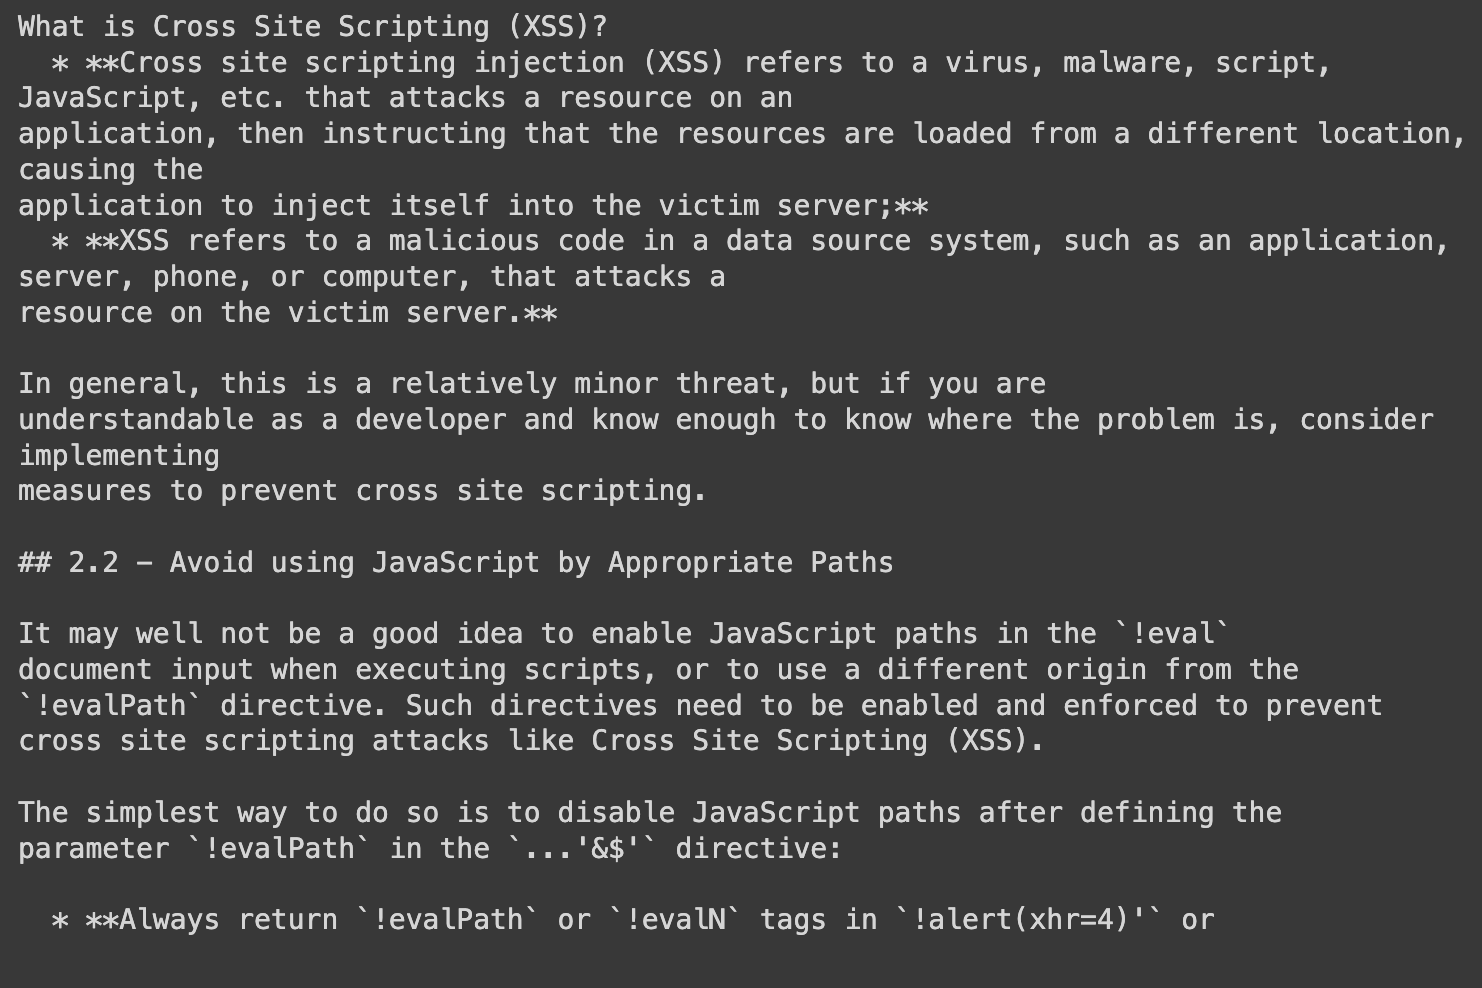 What is Cross Site Scripting (XSS)?
  * **Cross site scripting injection (XSS) refers to a virus, malware, script,
JavaScript, etc. that attacks a resource on an
application, then instructing that the resources are loaded from a different location,
causing the
application to inject itself into the victim server;**
  * **XSS refers to a malicious code in a data source system, such as an application,
server, phone, or computer, that attacks a
resource on the victim server.**

In general, this is a relatively minor threat, but if you are
understandable as a developer and know enough to know where the problem is, consider
implementing
measures to prevent cross site scripting.

## 2.2 – Avoid using JavaScript by Appropriate Paths

It may well not be a good idea to enable JavaScript paths in the `!eval`
document input when executing scripts, or to use a different origin from the
`!evalPath` directive. Such directives need to be enabled and enforced to prevent
cross site scripting attacks like Cross Site Scripting (XSS).

The simplest way to do so is to disable JavaScript paths after defining the
parameter `!evalPath` in the `...'&$'` directive:

  * **Always return `!evalPath` or `!evalN` tags in `!alert(xhr=4)'` or